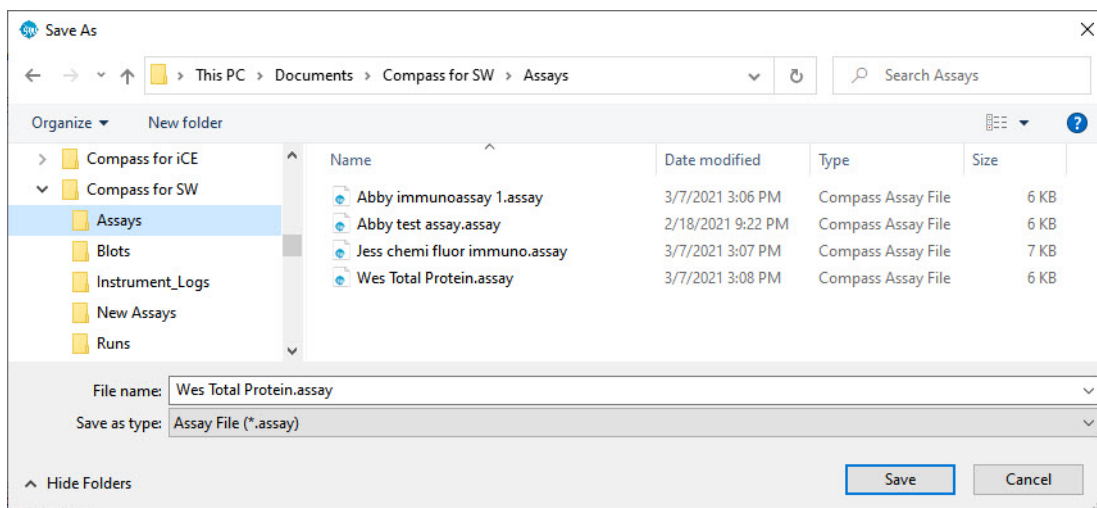 SW Save As
This PC > Documents > Compass for SW > Assays
Search Assays
Organize
New folder
Compass for iCE
Compass for SW
Assays
Blots
Instrument_Logs
New Assays
Runs
Name Date modified Type Size
Abby immunoassay 1.assay 3/7/2021 3:06 PM Compass Assay File 6 KB
Abby test assay.assay 2/18/2021 9:22 PM Compass Assay File 6 KB
Jess chemi fluor immuno.assay 3/7/2021 3:07 PM Compass Assay File 7 KB
Wes Total Protein.assay 3/7/2021 3:08 PM Compass Assay File 6 KB
File name: Wes Total Protein.assay
Save as type: Assay File (*.assay)
Hide Folders
Save
Cancel